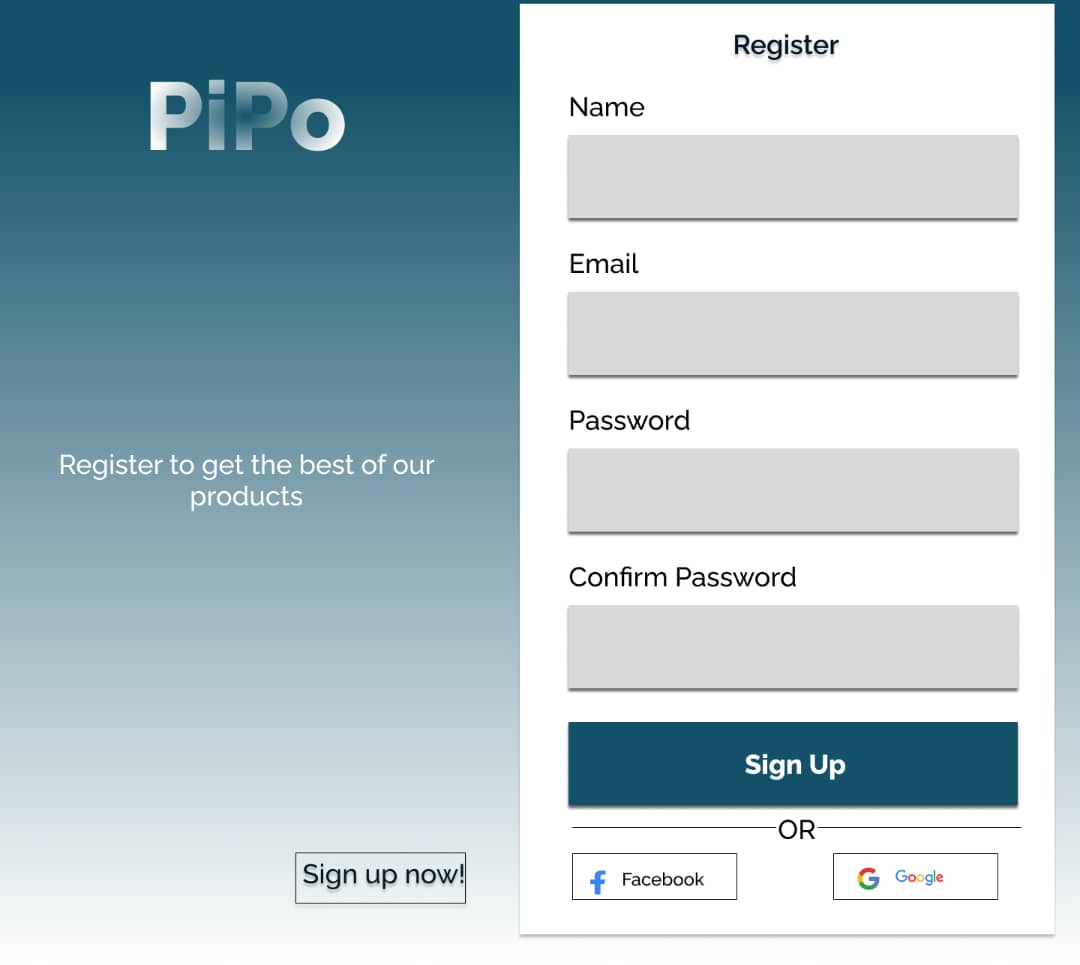 PiPo
Register to get the best of our
products
Sign up now!
Register
Name
Email
Password
Confirm Password
Sign Up
OR
Facebook
Google